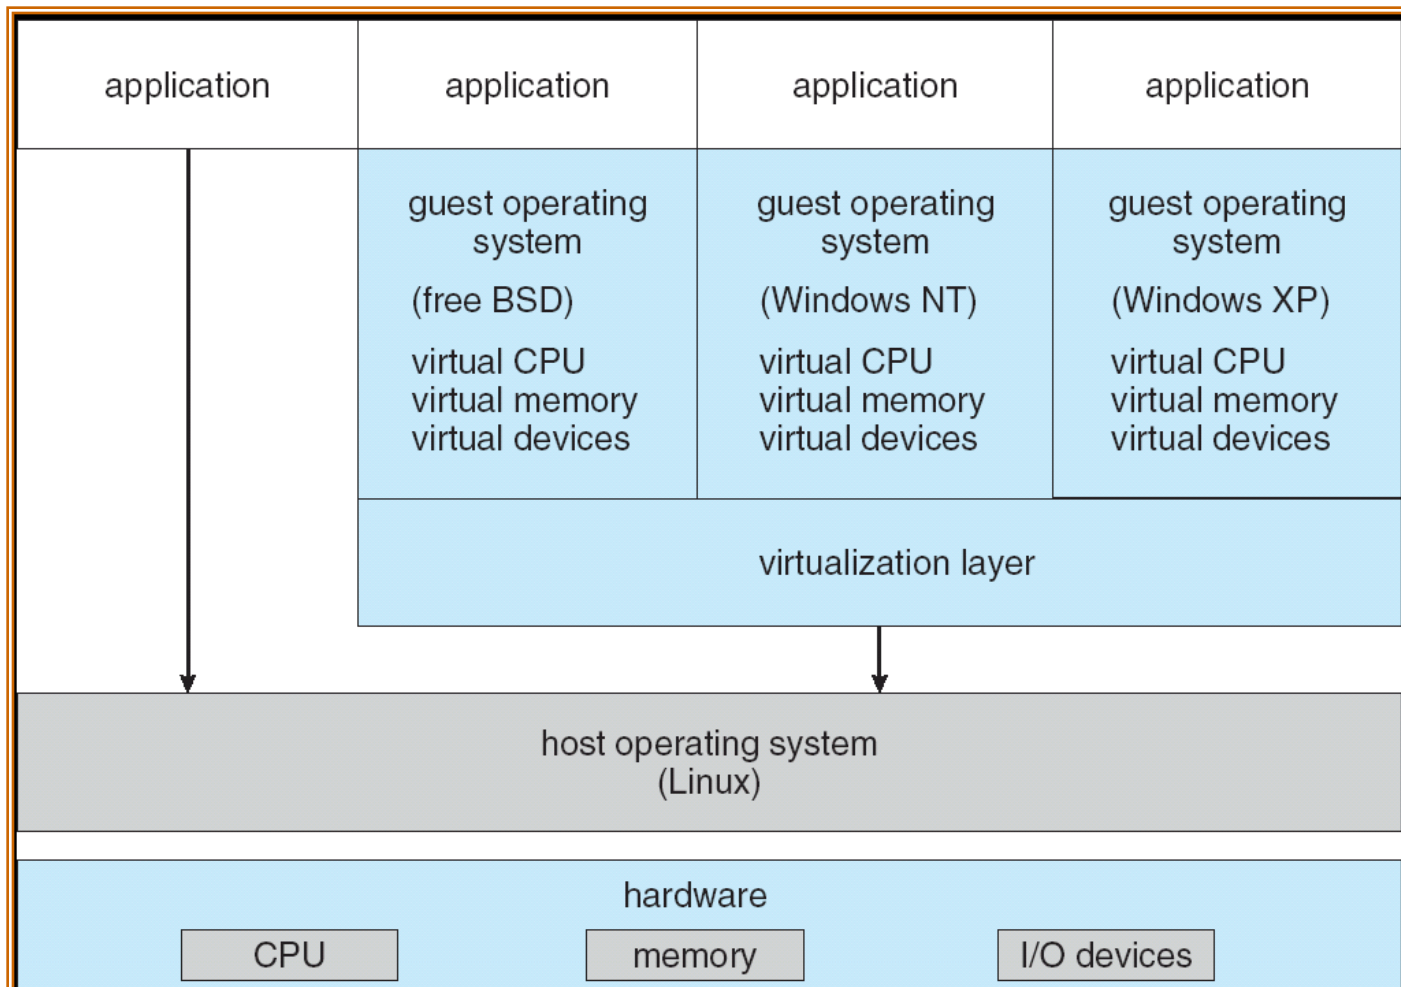 application
application
application
application
guest operating
system
(free BSD)
virtual CPU
virtual memory
virtual devices
guest operating
system
(Windows NT)
virtual CPU
virtual memory
virtual devices
guest operating
system
(Windows XP)
virtual CPU
virtual memory
virtual devices
virtualization layer
host operating system
(Linux)
hardware
CPU
memory
I/O devices